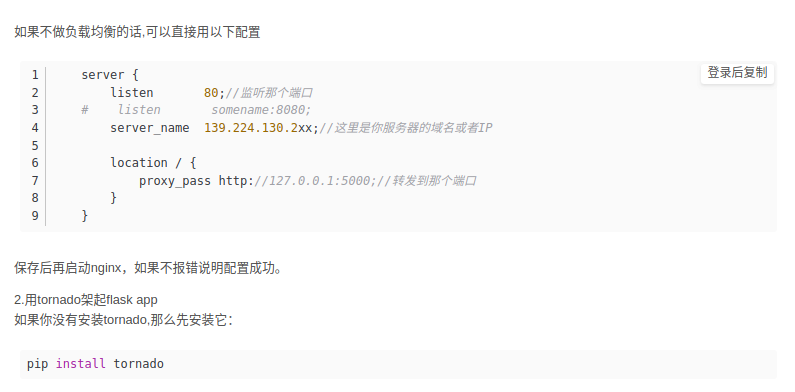 如果不做负载均衡的话,可以直接用以下配置
登录后复制
1 server {
2 listen 80;//监听那个端口
3 # listen somename:8080;
4 server_name 139.224.130.2xx;//这里是你服务器的域名或者IP
5
6 location / {
7 proxy_pass http://127.0.0.1:5000;//转发到那个端口
8 }
9 }
保存后再启动nginx，如果不报错说明配置成功。
2.用tornado架起flask app
如果你没有安装tornado,那么先安装它：
pip install tornado